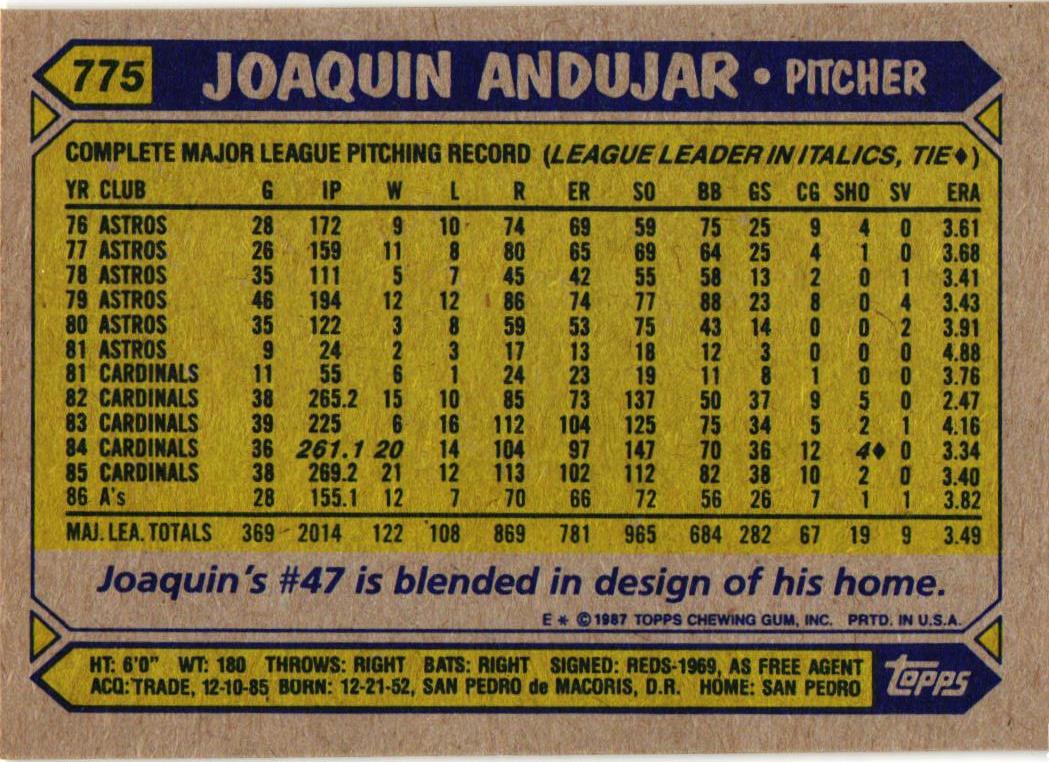 775 JOAQUIN ANDUJAR • PITCHER
COMPLETE MAJOR LEAGUE PITCHING RECORD (LEAGUE LEADER IN ITALICS, TIE♦)
YR CLUB G IP W L R ER SO BB GS CG SHO SV ERA
76 ASTROS 28 172 9 10 74 69 59 75 25 9 4 0 3.61
77 ASTROS 26 159 11 8 80 65 69 64 25 4 1 0 3.68
78 ASTROS 35 111 5 7 45 42 55 58 13 2 0 1 3.41
79 ASTROS 46 194 12 12 86 74 77 88 23 8 0 4 3.43
80 ASTROS 35 122 3 8 59 53 75 43 14 0 0 2 3.91
81 ASTROS 9 24 2 3 17 13 18 12 3 0 0 0 4.88
81 CARDINALS 11 55 6 1 24 23 19 11 8 1 0 0 3.76
82 CARDINALS 38 265.2 15 10 85 73 137 50 37 9 5 0 2.47
83 CARDINALS 39 225 6 16 112 104 125 75 34 5 2 1 4.16
84 CARDINALS 36 261.1 20 14 104 97 147 70 36 12 4♦ 0 3.34
85 CARDINALS 38 269.2 21 12 113 102 112 82 38 10 2 0 3.40
86 A's 28 155.1 12 7 70 66 72 56 26 7 1 1 3.82
MAJ. LEA. TOTALS 369 2014 122 108 869 781 965 684 282 67 19 9 3.49
Joaquin's #47 is blended in design of his home.
E * © 1987 TOPPS CHEWING GUM, INC. PRTD. IN U.S.A.
HT: 6'0" WT: 180 THROWS: RIGHT BATS: RIGHT SIGNED: REDS-1969, AS FREE AGENT
ACQ: TRADE, 12-10-85 BORN: 12-21-52, SAN PEDRO de MACORIS, D.R. HOME: SAN PEDRO
topps